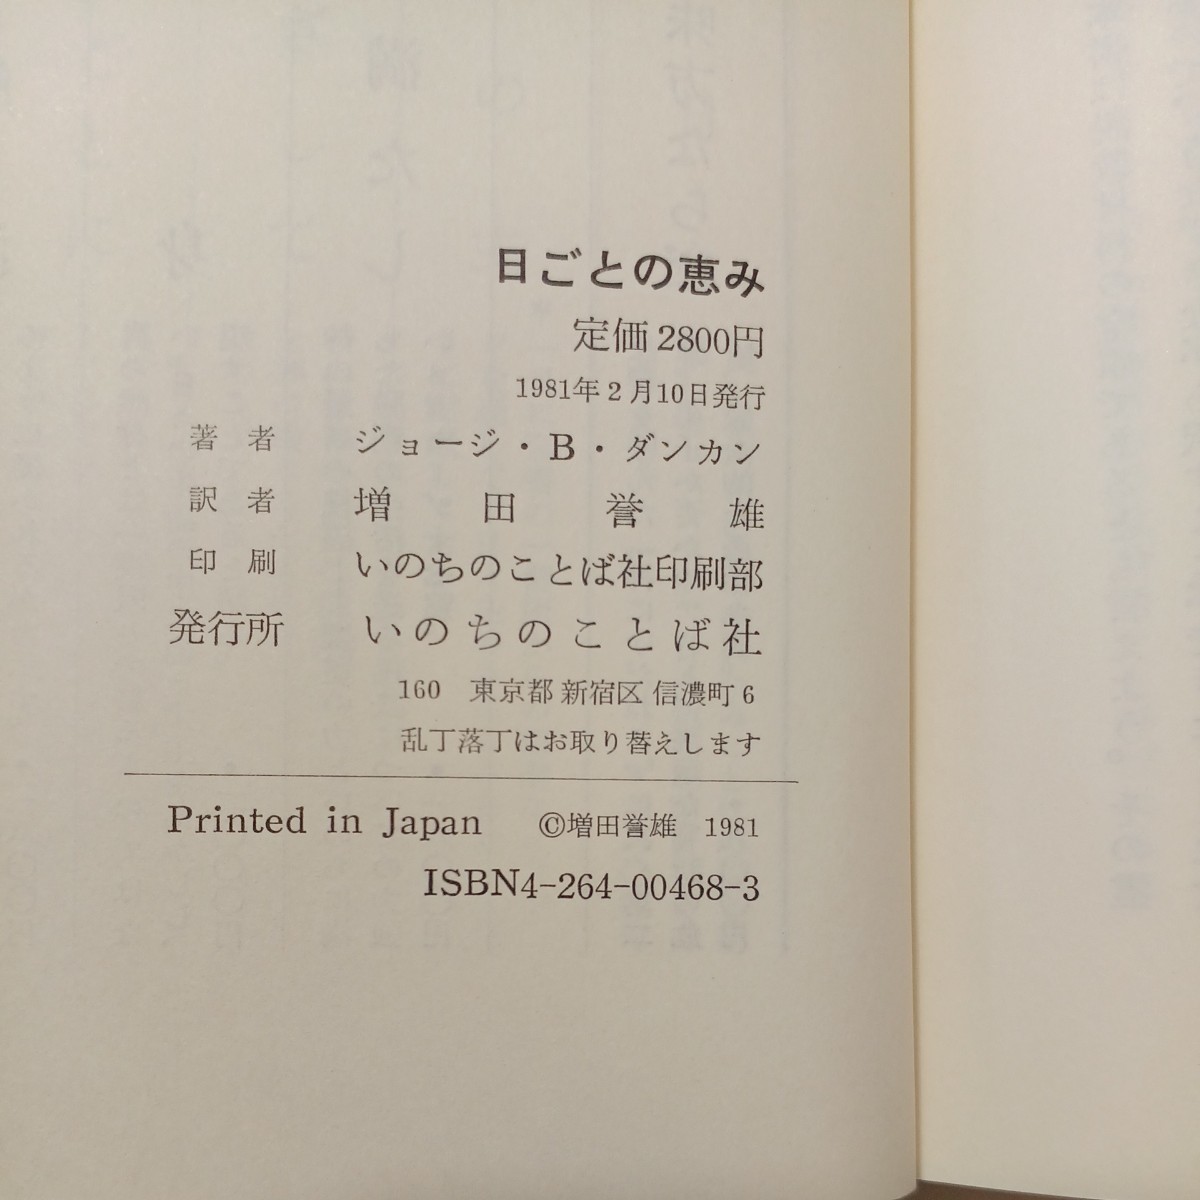 日ごとの恵み
定価2800円
1981年2月10日発行
著者 ジョージ・B・ダンカン
訳者 増田誉雄
印刷 いのちのことば社印刷部
発行所 いのちのことば社
160 東京都新宿区信濃町6
乱丁落丁はお取り替えします
Printed in Japan ©増田誉雄 1981
ISBN4-264-00468-3